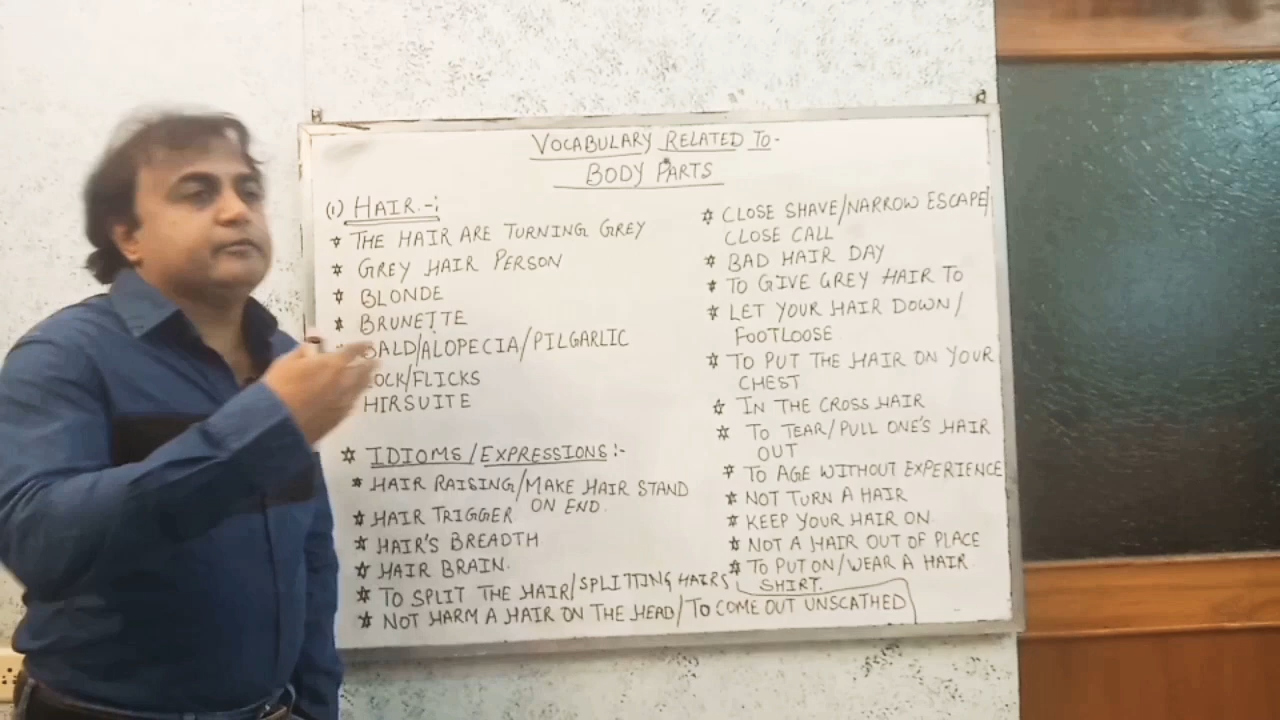 VOCABULARY RELATED TO-
BODY PARTS
(1) HAIR-:
☆ THE HAIR ARE TURNING GREY
☆ GREY HAIR PERSON
☆ BLONDE
☆ BRUNETTE
BALD/ALOPECIA/PILGARLIC
LOCK/FLICKS
HIRSUITE
☆ IDIOMS/EXPRESSIONS:-
☆ HAIR RAISING/MAKE HAIR STAND
ON END.
☆ HAIR TRIGGER
☆ HAIR'S BREADTH
☆ HAIR BRAIN.
☆ TO SPLIT THE HAIR/SPLITTING HAIRS
☆ NOT HARM A HAIR ON THE HEAD/TO COME OUT UNSCATHED
☆ CLOSE SHAVE/NARROW ESCAPE/
CLOSE CALL
☆ BAD HAIR DAY
☆ TO GIVE GREY HAIR TO
☆ LET YOUR HAIR DOWN/
FOOTLOOSE
☆ TO PUT THE HAIR ON YOUR
CHEST
☆ IN THE CROSS HAIR
☆ TO TEAR/PULL ONE'S HAIR
OUT
☆ TO AGE WITHOUT EXPERIENCE
☆ NOT TURN A HAIR
☆ KEEP YOUR HAIR ON.
☆ NOT A HAIR OUT OF PLACE
☆ TO PUT ON/WEAR A HAIR
SHIRT.